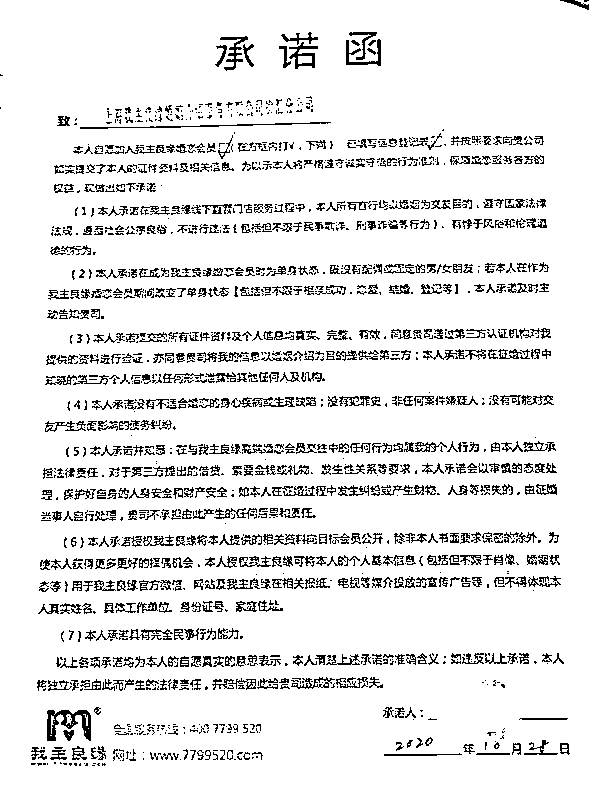 承诺函
致：上海我主良缘婚姻介绍服务有限公司徐汇分公司
本人自愿加入我主良缘婚恋会员☑（在方框内打√，下同）已填写信息登记表☑，并按照要求向贵公司
如实提交了本人的证件资料及相关信息。为以承本人将严格遵守诚实守信的行为准则，保障婚恋服务各方的
权益，现做出如下承诺：
（1）本人承诺在我主良缘线下直营门店服务过程中，本人所有言行均以婚姻为交友目的，遵守国家法律
法规，遵循社会公序良俗，不进行违法（包括但不限于民事欺诈、刑事诈骗等行为）、有悖于风俗和伦理道
德的行为。
（2）本人承诺在成为我主良缘婚恋会员时为单身状态，既没有配偶或固定的男/女朋友；若本人在作为
我主良缘婚恋会员期间改变了单身状态【包括但不限于相亲成功，恋爱、结婚、登记等】，本人承诺及时主
动告知贵司。
（3）本人承诺提交的所有证件资料及个人信息均真实、完整、有效，同意贵司通过第三方认证机构对我
提供的资料进行验证，亦同意贵司将我的信息以婚姻介绍为目的提供给第三方；本人承诺不将在征婚过程中
知晓的第三方个人信息以任何形式泄露给其他任何人及机构。
（4）本人承诺没有不适合婚恋的身心疾病或生理缺陷；没有犯罪史，非任何案件嫌疑人；没有可能对交
友产生负面影响的债务纠纷。
（5）本人承诺并知悉：在与我主良缘高端婚恋会员交往中的任何行为均属我的个人行为，由本人独立承
担法律责任，对于第三方提出的借贷、索要金钱或礼物、发生性关系等要求，本人承诺会以审慎的态度处
理，保护好自身的人身安全和财产安全；如本人在征婚过程中发生纠纷或产生财物、人身等损失的，由征婚
当事人自行处理，贵司不承担由此产生的任何后果和责任。
（6）本人承诺授权我主良缘将本人提供的相关资料向目标会员公开，除非本人书面要求保密的除外。为
使本人获得更多更好的择偶机会，本人授权我主良缘可将本人的个人基本信息（包括但不限于肖像、婚姻状
态等）用于我主良缘官方微信、网站及我主良缘在相关报纸、电视等媒介投放的宣传广告等，但不得体现本
人真实姓名、具体工作单位、身份证号、家庭住址。
（7）本人承诺具有完全民事行为能力。
以上各项承诺均为本人的自愿真实的意思表示，本人清楚上述承诺的准确含义；如违反以上承诺，本人
将独立承担由此而产生的法律责任，并赔偿因此给贵司造成的相应损失。
承诺人：
全国服务热线：400 7799 520
2020年10月28日
我主良缘 网址：www.7799520.com